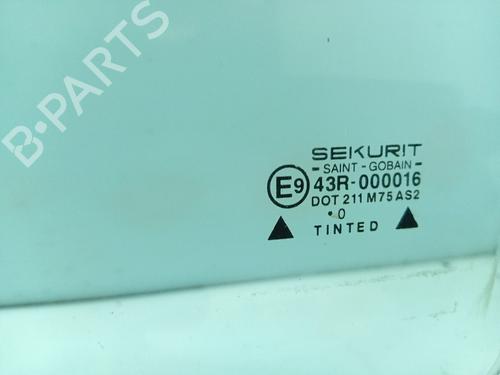 B-PARTS
SEKURIT
SAINT - GOBAIN
E9 43R-000016
DOT 211 M75 AS2
• 0
TINTED